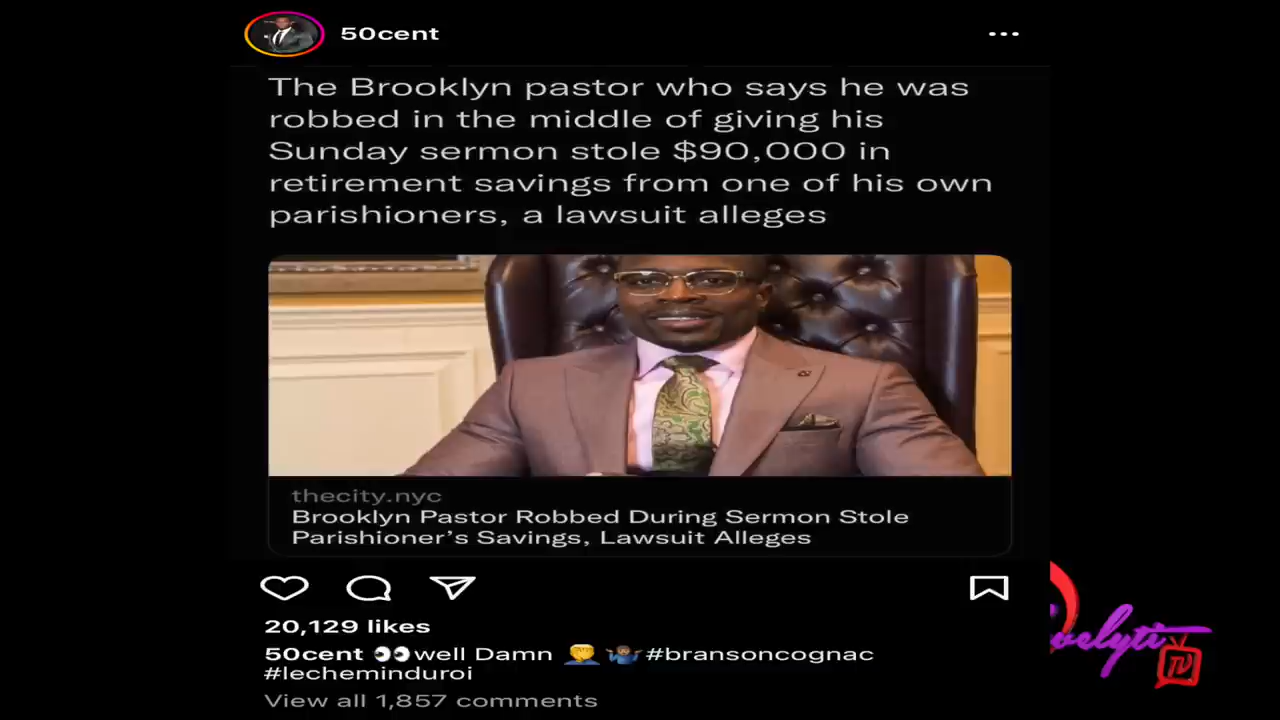 50cent
The Brooklyn pastor who says he was
robbed in the middle of giving his
Sunday sermon stole $90,000 in
retirement savings from one of his own
parishioners, a lawsuit alleges
thecity.nyc
Brooklyn Pastor Robbed During Sermon Stole
Parishioner's Savings, Lawsuit Alleges
20,129 likes
50cent 👀well Damn 🤦‍♂️ 🤷🏾‍♂️ #bransoncognac
#lecheminduroi
View all 1,857 comments
TV